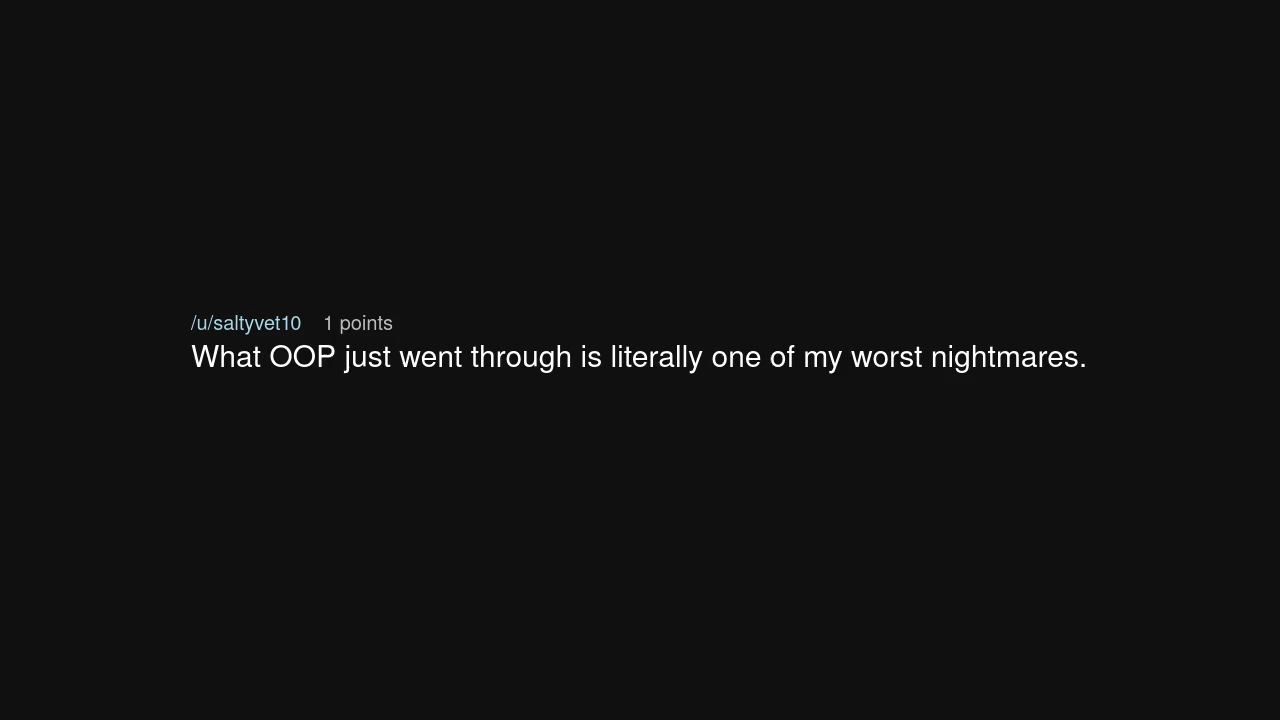 /u/saltyvet10 1 points
What OOP just went through is literally one of my worst nightmares.